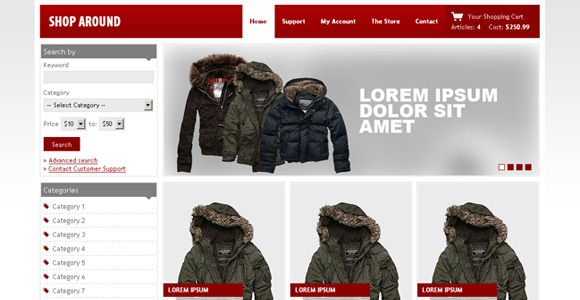 SHOP AROUND
Home Support My Account The Store Contact
Your Shopping Cart
Articles: 4 Cost: $250.99
Search by
Keyword
Category
-- Select Category --
Price $10 to: $50
Search
» Advanced search
» Contact Customer Support
LOREM IPSUM
DOLOR SIT
AMET
Categories
Category 1
Category 2
Category 3
Category 4
Category 5
Category 6
Category 7
LOREM IPSUM LOREM IPSUM LOREM IPSUM